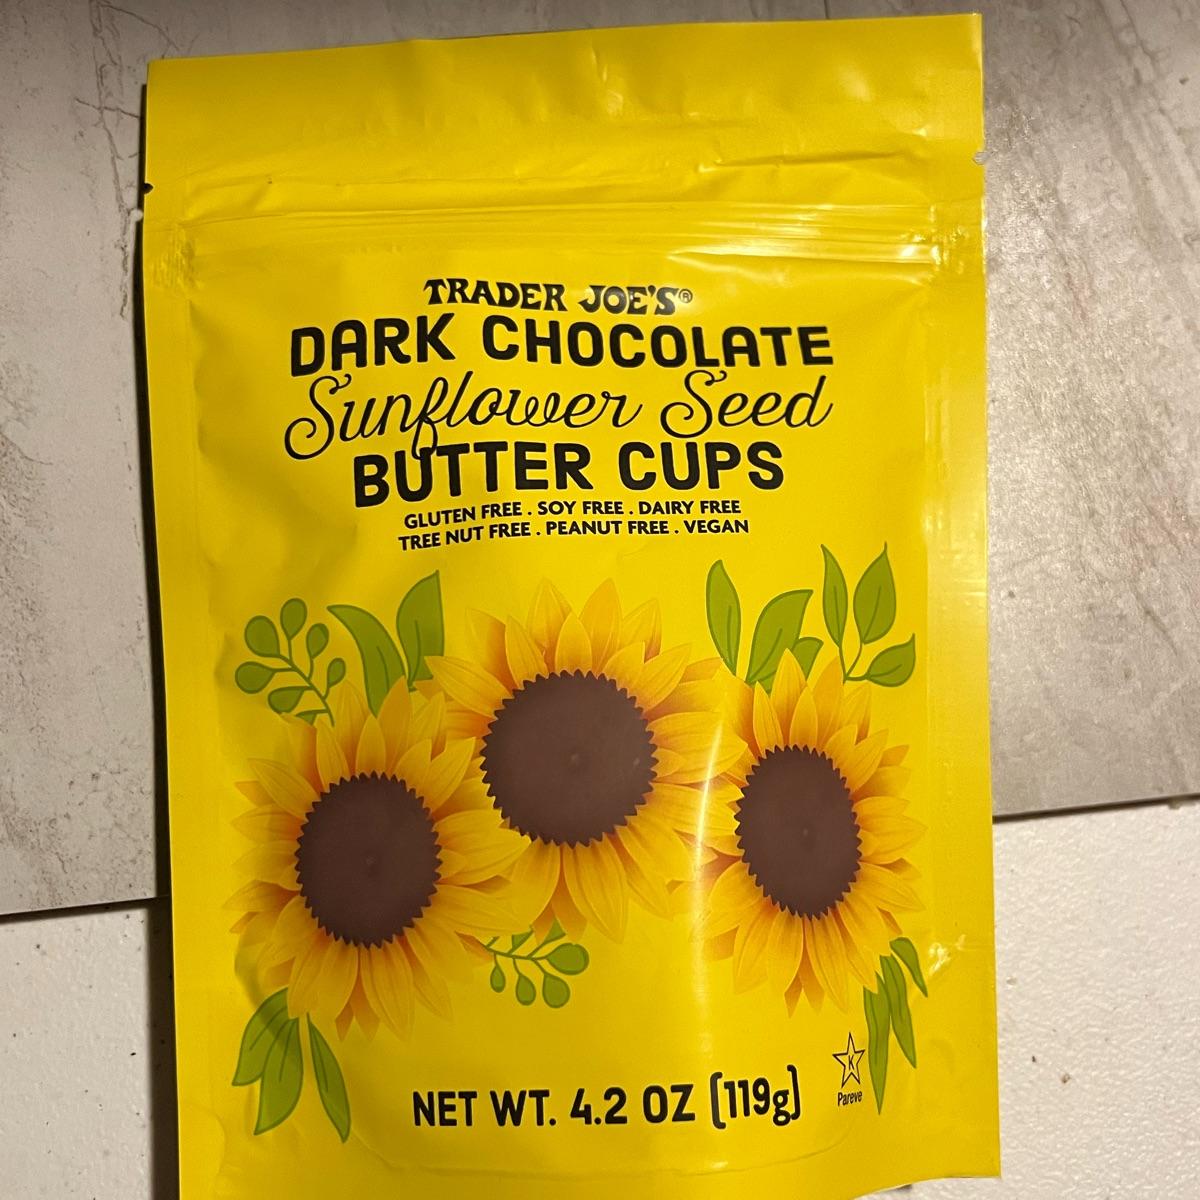 TRADER JOE'S®
DARK CHOCOLATE
Sunflower Seed
BUTTER CUPS
GLUTEN FREE . SOY FREE . DAIRY FREE
TREE NUT FREE . PEANUT FREE . VEGAN
K
Pareve
NET WT. 4.2 OZ (119g)